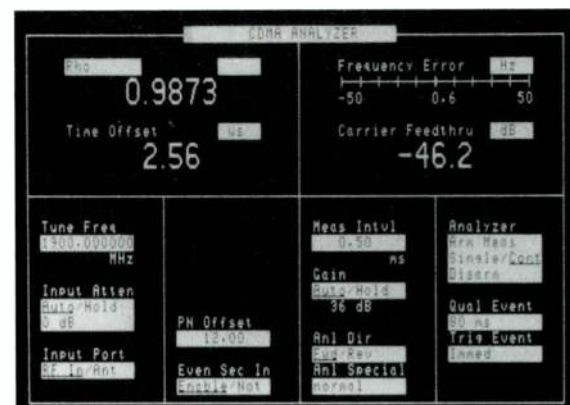 CDMA ANALYZER
Rho
0.9873
Time Offset us
2.56
Frequency Error Hz
-50 0.6 50
Carrier Feedthru dB
-46.2
Tune Freq
1900.000000
MHz
Input Atten
Auto/Hold
0 dB
Input Port
RF In/Ant
PN Offset
12.00
Even Sec In
Enable/Not
Meas Intvl
0.50
ms
Gain
Auto/Hold
36 dB
Anl Dir
Fwd/Rev
Anl Special
normal
Analyzer
Arm Meas
Single/Cont
Disarm
Qual Event
80 ms
Trig Event
Immed